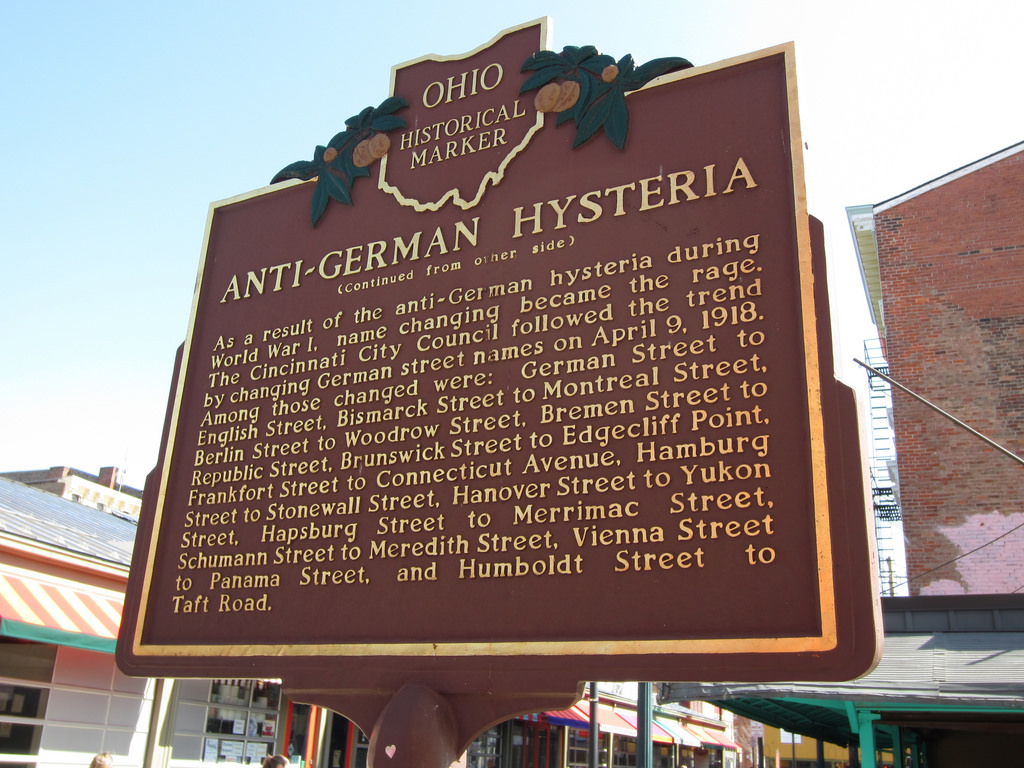 OHIO
HISTORICAL
MARKER
ANTI-GERMAN HYSTERIA
(Continued from other side)
As a result of the anti-German hysteria during
World War I, name changing became the rage.
The Cincinnati City Council followed the trend
by changing German street names on April 9, 1918.
Among those changed were: German Street to
English Street, Bismarck Street to Montreal Street,
Berlin Street to Woodrow Street, Bremen Street to
Republic Street, Brunswick Street to Edgecliff Point,
Frankfort Street to Connecticut Avenue, Hamburg
Street to Stonewall Street, Hanover Street to Yukon
Street, Hapsburg Street to Merrimac Street,
Schumann Street to Meredith Street, Vienna Street
to Panama Street, and Humboldt Street to
Taft Road.